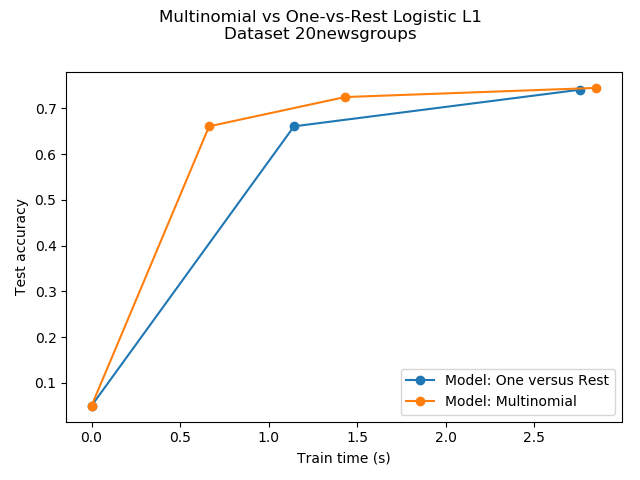 Multinomial vs One-vs-Rest Logistic L1
Dataset 20newsgroups
0.7
0.6
0.5
0.4
0.3
0.2
0.1
Test accuracy
Model: One versus Rest
Model: Multinomial
0.0 0.5 1.0 1.5 2.0 2.5
Train time (s)